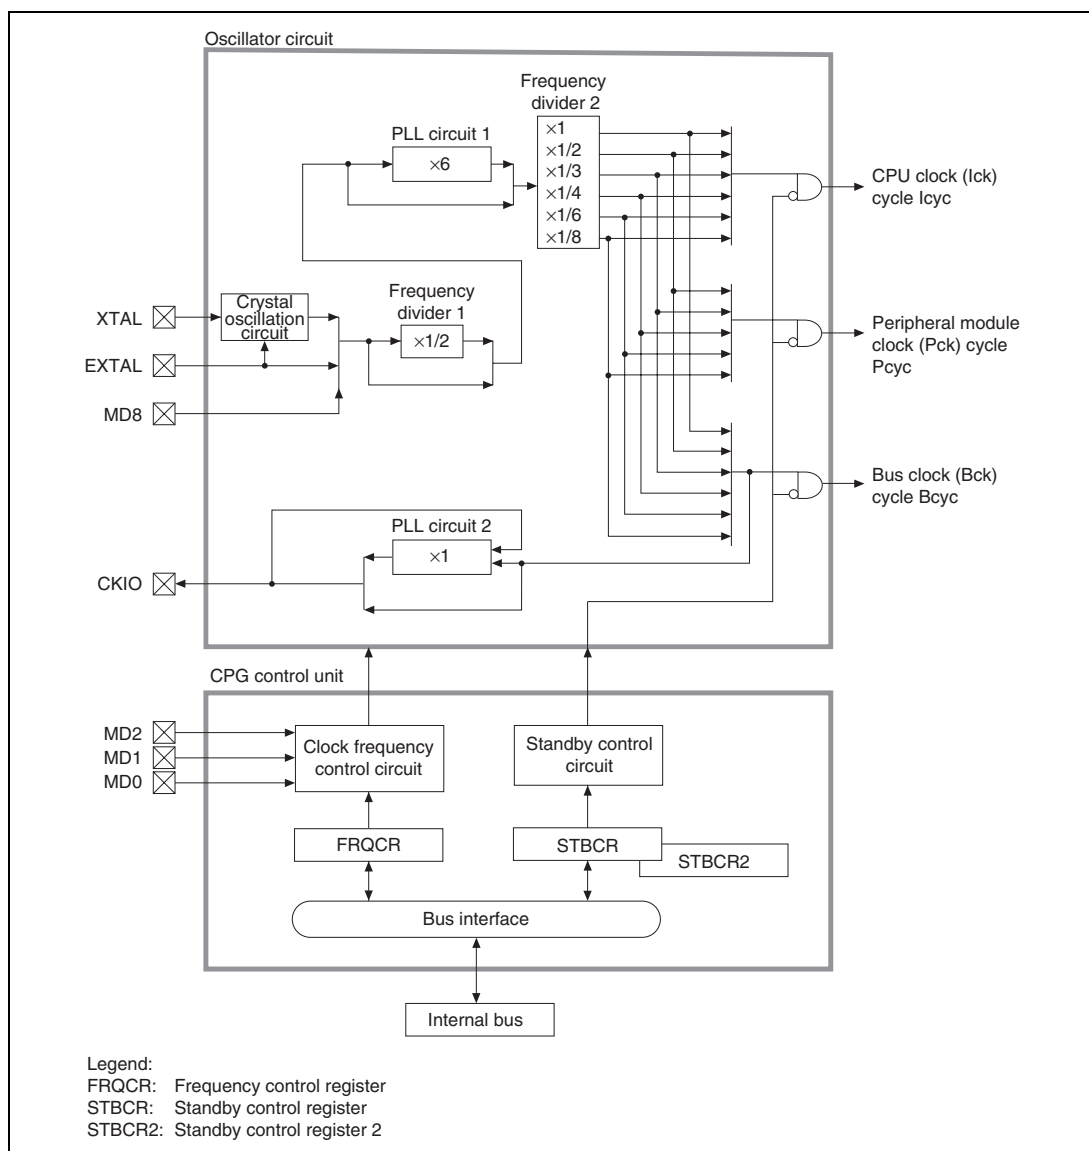 Oscillator circuit
Frequency
divider 2
PLL circuit 1
×6
×1
×1/2
×1/3
×1/4
×1/6
×1/8
CPU clock (Ick)
cycle Icyc
XTAL
Crystal
oscillation
circuit
Frequency
divider 1
×1/2
EXTAL
MD8
Peripheral module
clock (Pck) cycle
Pcyc
Bus clock (Bck)
cycle Bcyc
PLL circuit 2
×1
CKIO
CPG control unit
MD2
MD1
MD0
Clock frequency
control circuit
Standby control
circuit
FRQCR
STBCR
STBCR2
Bus interface
Internal bus
Legend:
FRQCR: Frequency control register
STBCR: Standby control register
STBCR2: Standby control register 2